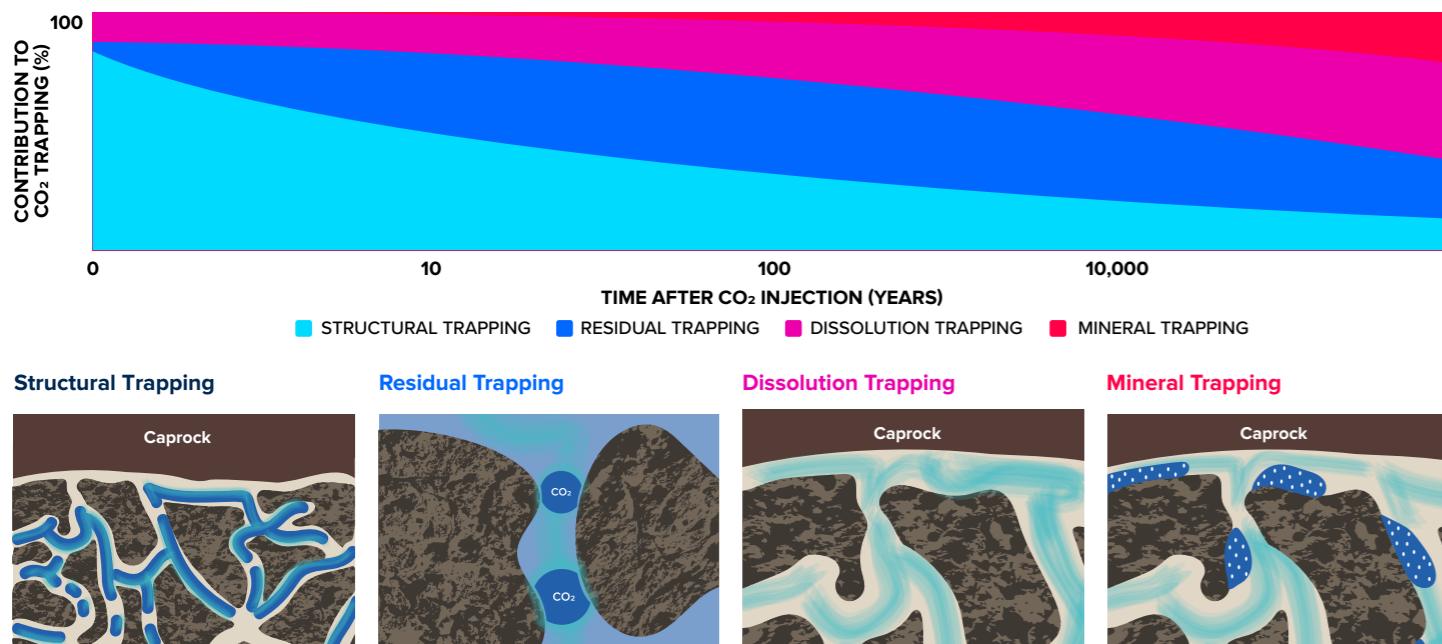 100
CONTRIBUTION TO
CO₂ TRAPPING (%)
0 10 100 10,000
TIME AFTER CO₂ INJECTION (YEARS)
STRUCTURAL TRAPPING RESIDUAL TRAPPING DISSOLUTION TRAPPING MINERAL TRAPPING
Structural Trapping Residual Trapping Dissolution Trapping Mineral Trapping
Caprock Caprock Caprock
CO₂
CO₂